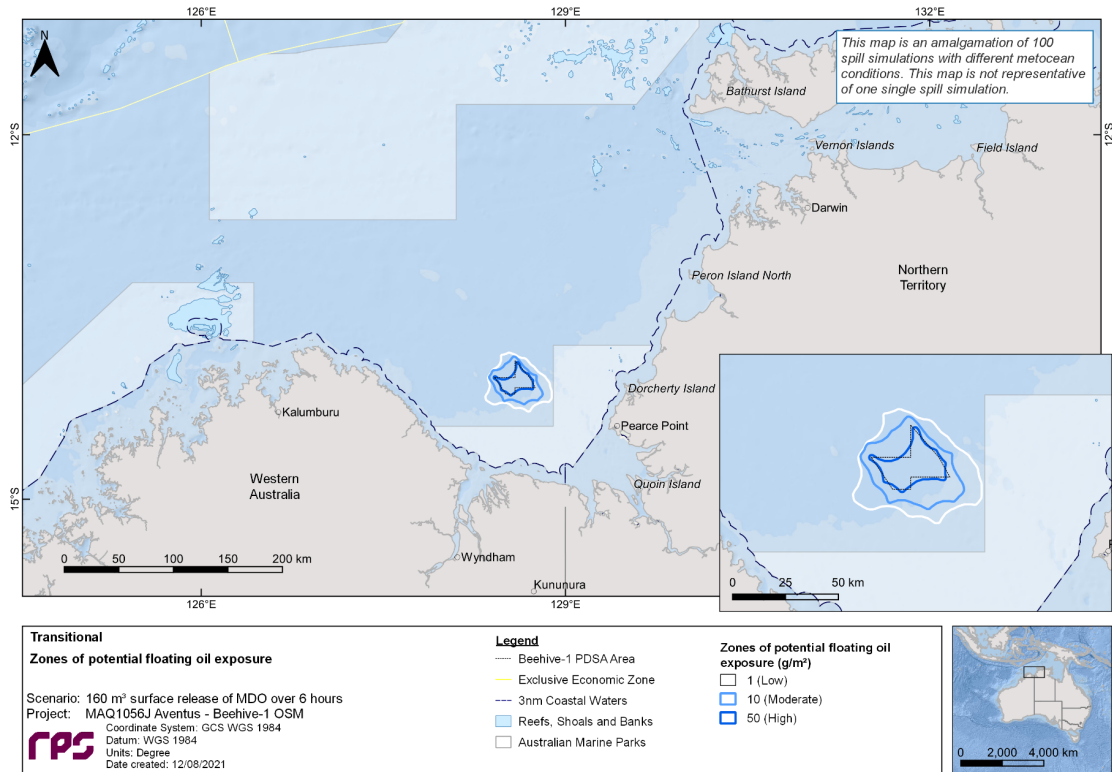 126°E
129°E
132°E
N
This map is an amalgamation of 100
spill simulations with different metocean
conditions. This map is not representative
of one single spill simulation.
Bathurst Island
12°S
12°S
Vernon Islands
Field Island
Darwin
Peron Island North
Northern
Territory
Dorcherty Island
Kalumburu
Pearce Point
Western
Australia
Quoin Island
15°S
0 50 100 150 200 km
Wyndham
Kununura
0 25 50 km
126°E
129°E
Transitional
Zones of potential floating oil exposure
Scenario: 160 m³ surface release of MDO over 6 hours
Project: MAQ1056J Aventus - Beehive-1 OSM
rps
Coordinate System: GCS WGS 1984
Datum: WGS 1984
Units: Degree
Date created: 12/08/2021
Legend
Beehive-1 PDSA Area
Exclusive Economic Zone
3nm Coastal Waters
Reefs, Shoals and Banks
Australian Marine Parks
Zones of potential floating oil
exposure (g/m²)
1 (Low)
10 (Moderate)
50 (High)
0 2,000 4,000 km